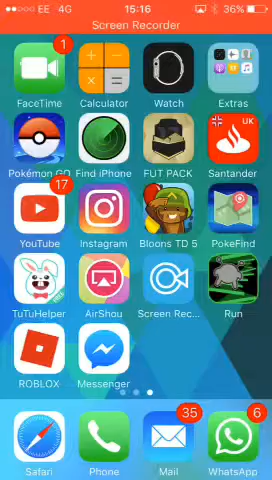 EE 4G 15:16 36%
Screen Recorder
1
FaceTime Calculator Watch Extras
UK
Pokémon GO Find iPhone FUT PACK Santander
17
YouTube Instagram Bloons TD 5 PokeFind
TuTuHelper AirShou Screen Rec... Run
ROBLOX Messenger
35 6
Safari Phone Mail WhatsApp